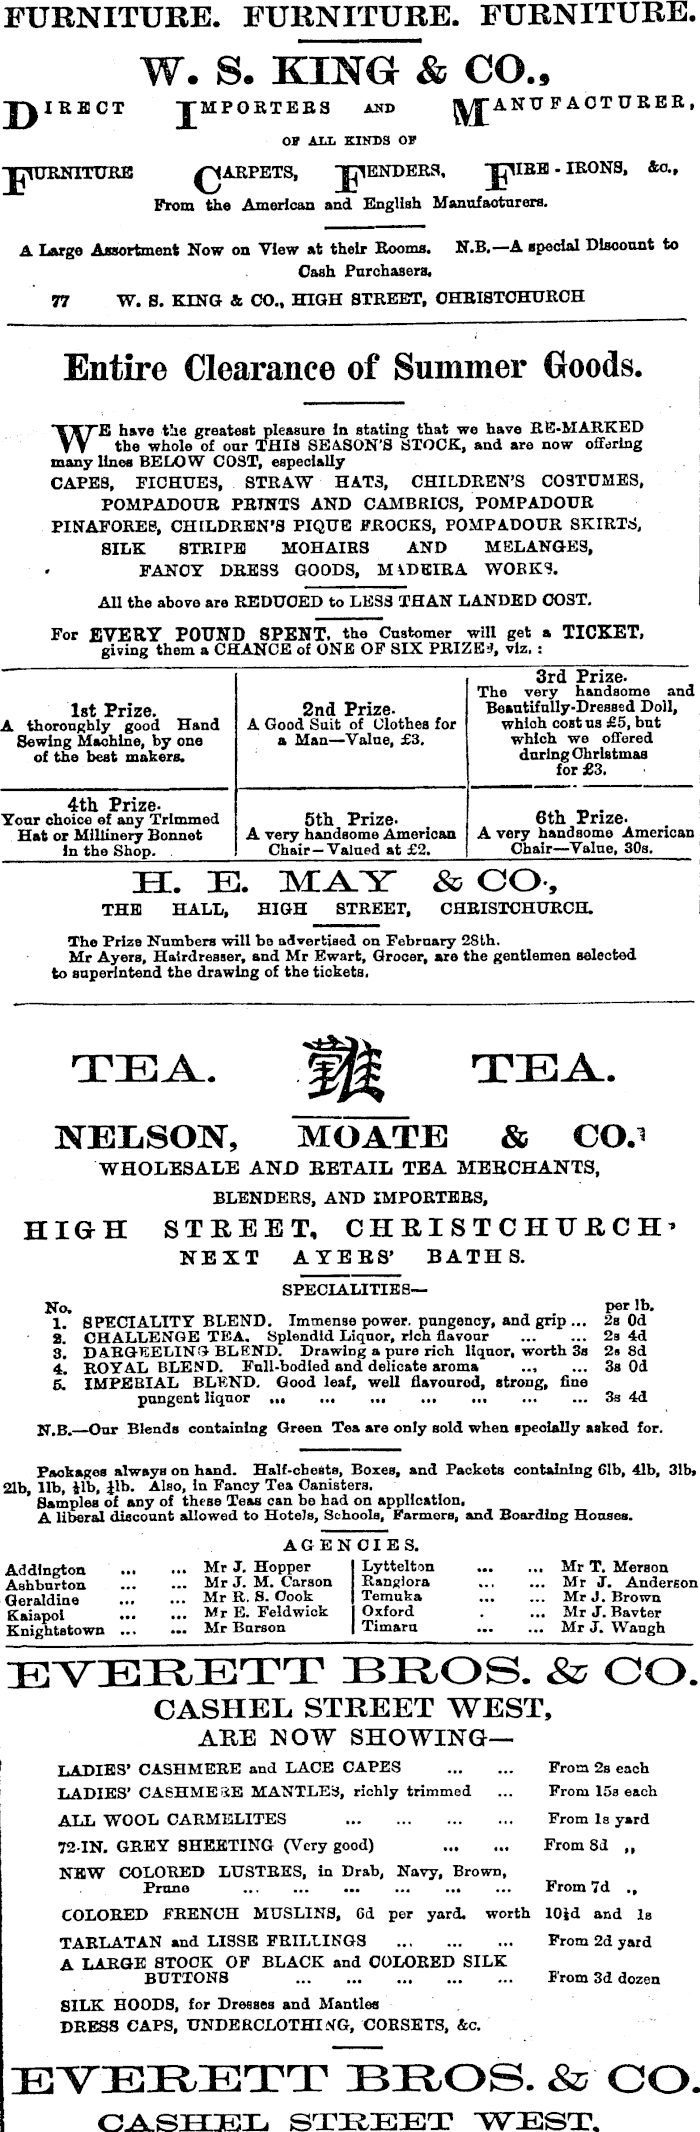 FURNITURE. FURNITURE. FURNITURE.
W. S. KING & CO.,
DIRECT IMPORTERS AND MANUFACTURER,
OF ALL KINDS OF
FURNITURE CARPETS, FENDERS, FIRE-IRONS, &c.,
From the American and English Manufacturers.
A Large Assortment Now on View at their Rooms. N.B.—A special Discount to
Cash Purchasers.
77 W. S. KING & CO., HIGH STREET, CHRISTCHURCH
Entire Clearance of Summer Goods.
WE have the greatest pleasure in stating that we have RE-MARKED
the whole of our THIS SEASON'S STOCK, and are now offering
many lines BELOW COST, especially
CAPES, FICHUES, STRAW HATS, CHILDREN'S COSTUMES,
POMPADOUR PRINTS AND CAMBRICS, POMPADOUR
PINAFORES, CHILDREN'S PIQUE FROCKS, POMPADOUR SKIRTS,
SILK STRIPE MOHAIRS AND MELANGES,
FANCY DRESS GOODS, MADEIRA WORKS.
All the above are REDUCED to LESS THAN LANDED COST.
For EVERY POUND SPENT, the Customer will get a TICKET,
giving them a CHANCE of ONE OF SIX PRIZES, viz. :
1st Prize.
A thoroughly good Hand
Sewing Machine, by one
of the best makers.
2nd Prize.
A Good Suit of Clothes for
a Man—Value, £3.
3rd Prize.
The very handsome and
Beautifully-Dressed Doll,
which cost us £5, but
which we offered
during Christmas
for £3.
4th Prize.
Your choice of any Trimmed
Hat or Millinery Bonnet
in the Shop.
5th Prize.
A very handsome American
Chair—Valued at £2.
6th Prize.
A very handsome American
Chair—Value, 30s.
H. E. MAY & CO.,
THE HALL, HIGH STREET, CHRISTCHURCH.
The Prize Numbers will be advertised on February 28th.
Mr Ayers, Hairdresser, and Mr Ewart, Grocer, are the gentlemen selected
to superintend the drawing of the tickets.
TEA. TEA.
NELSON, MOATE & CO.,
WHOLESALE AND RETAIL TEA MERCHANTS,
BLENDERS, AND IMPORTERS,
HIGH STREET, CHRISTCHURCH,
NEXT AYERS' BATHS.
SPECIALITIES—
No. per lb.
1. SPECIALITY BLEND. Immense power, pungency, and grip ... 2s 0d
2. CHALLENGE TEA. Splendid Liquor, rich flavour ... ... 2s 4d
3. DARGEELING BLEND. Drawing a pure rich liquor, worth 3s 2s 8d
4. ROYAL BLEND. Full-bodied and delicate aroma ... ... 3s 0d
5. IMPERIAL BLEND. Good leaf, well flavoured, strong, fine
pungent liquor ... ... ... ... ... ... ... 3s 4d
N.B.—Our Blends containing Green Tea are only sold when specially asked for.
Packages always on hand. Half-chests, Boxes, and Packets containing 6lb, 4lb, 3lb,
2lb, 1lb, ½lb, ¼lb. Also, in Fancy Tea Canisters.
Samples of any of these Teas can be had on application.
A liberal discount allowed to Hotels, Schools, Farmers, and Boarding Houses.
AGENCIES.
Addington ... ... Mr J. Hopper
Ashburton ... ... Mr J. M. Carson
Geraldine ... ... Mr R. S. Cook
Kaiapoi ... ... Mr E. Feldwick
Knightstown ... ... Mr Burson
Lyttelton ... ... Mr T. Merson
Rangiora ... ... Mr J. Anderson
Temuka ... ... Mr J. Brown
Oxford . ... Mr J. Baxter
Timaru ... ... Mr J. Waugh
EVERETT BROS. & CO.
CASHEL STREET WEST,
ARE NOW SHOWING—
LADIES' CASHMERE and LACE CAPES ... ... From 2s each
LADIES' CASHMERE MANTLES, richly trimmed ... From 15s each
ALL WOOL CARMELITES ... ... ... ... From 1s yard
72-IN. GREY SHEETING (Very good) ... ... From 8d „
NEW COLORED LUSTRES, in Drab, Navy, Brown,
Prune ... ... ... ... ... ... From 7d „
COLORED FRENCH MUSLINS, 6d per yard. worth 10½d and 1s
TARLATAN and LISSE FRILLINGS ... ... ... From 2d yard
A LARGE STOCK OF BLACK and COLORED SILK
BUTTONS ... ... ... ... ... From 3d dozen
SILK HOODS, for Dresses and Mantles
DRESS CAPS, UNDERCLOTHING, CORSETS, &c.
EVERETT BROS. & CO.
CASHEL STREET WEST.